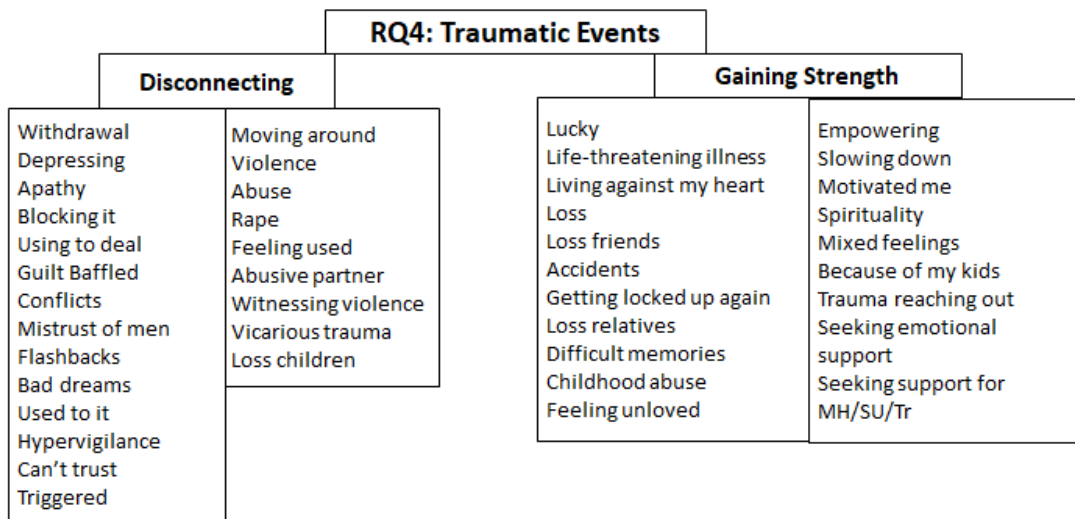 RQ4: Traumatic Events
Disconnecting
Withdrawal
Depressing
Apathy
Blocking it
Using to deal
Guilt Baffled
Conflicts
Mistrust of men
Flashbacks
Bad dreams
Used to it
Hypervigilance
Can't trust
Triggered
Moving around
Violence
Abuse
Rape
Feeling used
Abusive partner
Witnessing violence
Vicarious trauma
Loss children
Gaining Strength
Lucky
Life-threatening illness
Living against my heart
Loss
Loss friends
Accidents
Getting locked up again
Loss relatives
Difficult memories
Childhood abuse
Feeling unloved
Empowering
Slowing down
Motivated me
Spirituality
Mixed feelings
Because of my kids
Trauma reaching out
Seeking emotional
support
Seeking support for
MH/SU/Tr